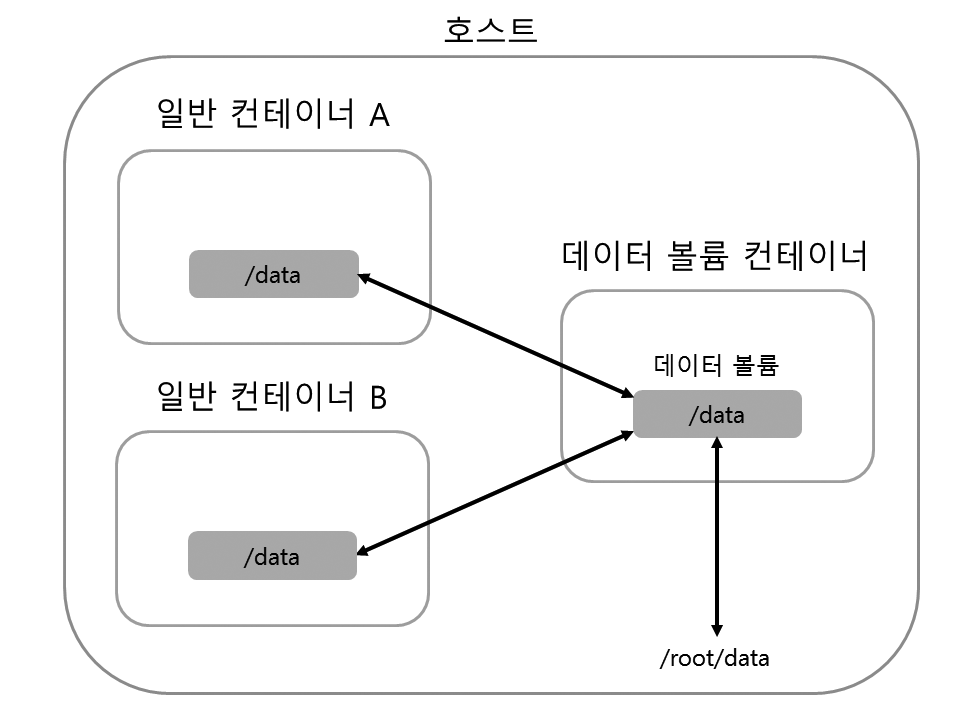 호스트
일반 컨테이너 A
/data
데이터 볼륨 컨테이너
데이터 볼륨
/data
일반 컨테이너 B
/data
/root/data